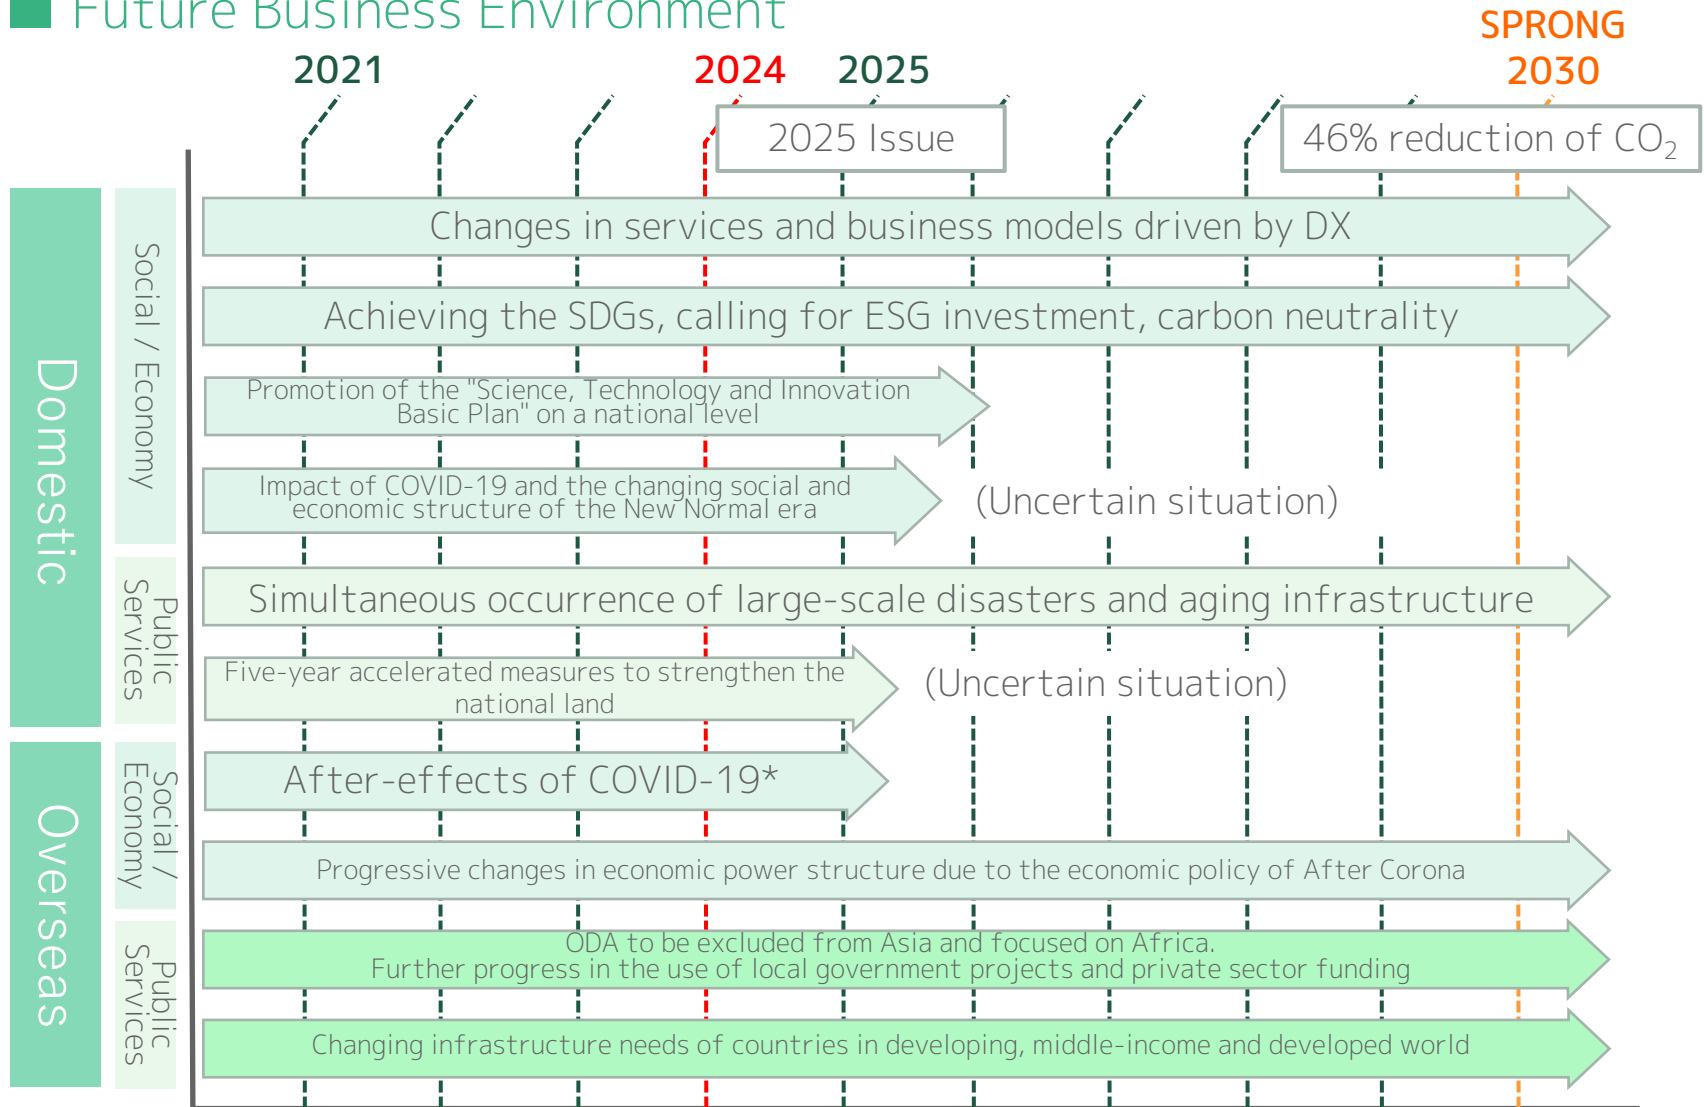 Future Business Environment
SPRONG
2021
2024
2025
2030
2025 Issue
46% reduction of CO₂
Domestic
Social / Economy
Changes in services and business models driven by DX
Achieving the SDGs, calling for ESG investment, carbon neutrality
Promotion of the "Science, Technology and Innovation
Basic Plan" on a national level
Impact of COVID-19 and the changing social and
economic structure of the New Normal era
(Uncertain situation)
Public
Services
Simultaneous occurrence of large-scale disasters and aging infrastructure
Five-year accelerated measures to strengthen the
national land
(Uncertain situation)
Overseas
Social /
Economy
After-effects of COVID-19*
Progressive changes in economic power structure due to the economic policy of After Corona
Public
Services
ODA to be excluded from Asia and focused on Africa.
Further progress in the use of local government projects and private sector funding
Changing infrastructure needs of countries in developing, middle-income and developed world